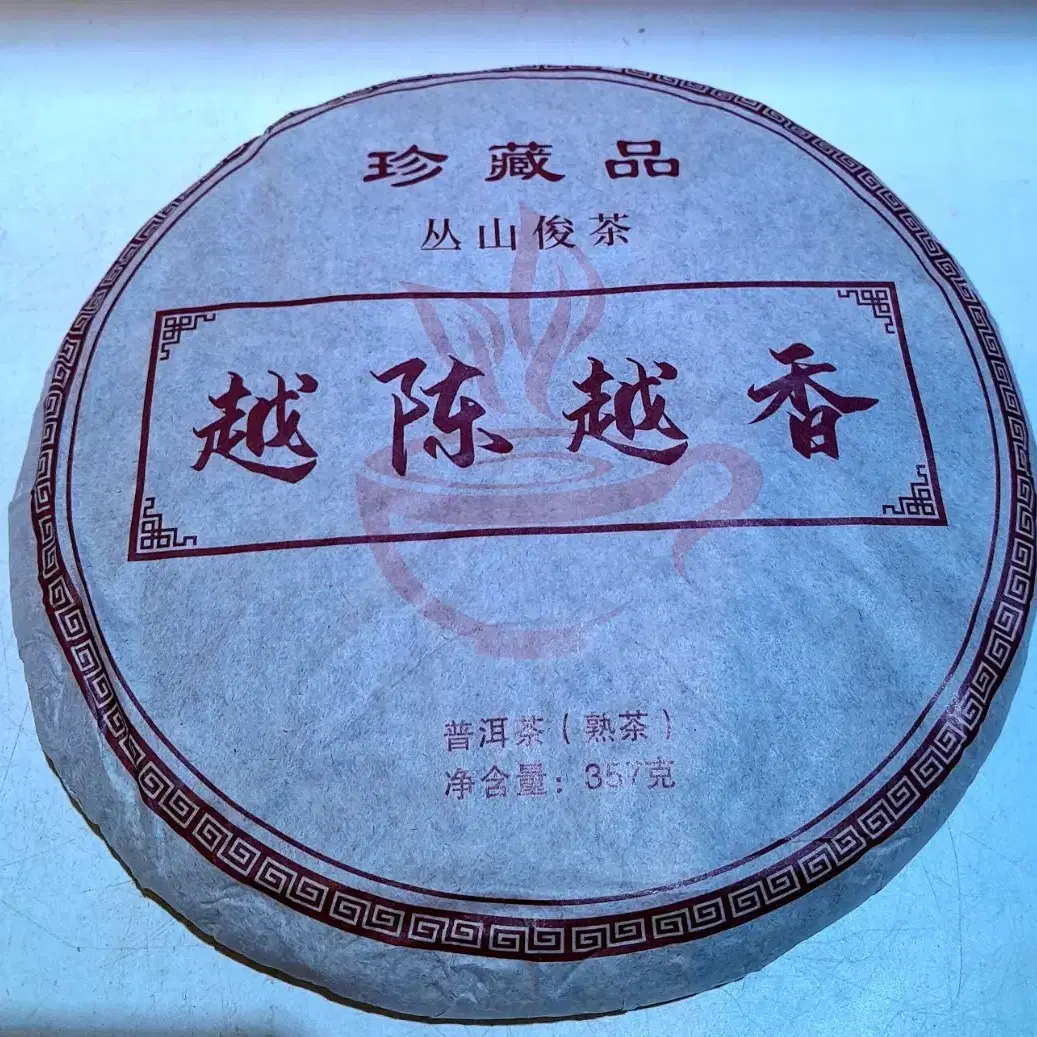 珍藏品
丛山俊茶
越陈越香
普洱茶(熟茶)
净含量:357克